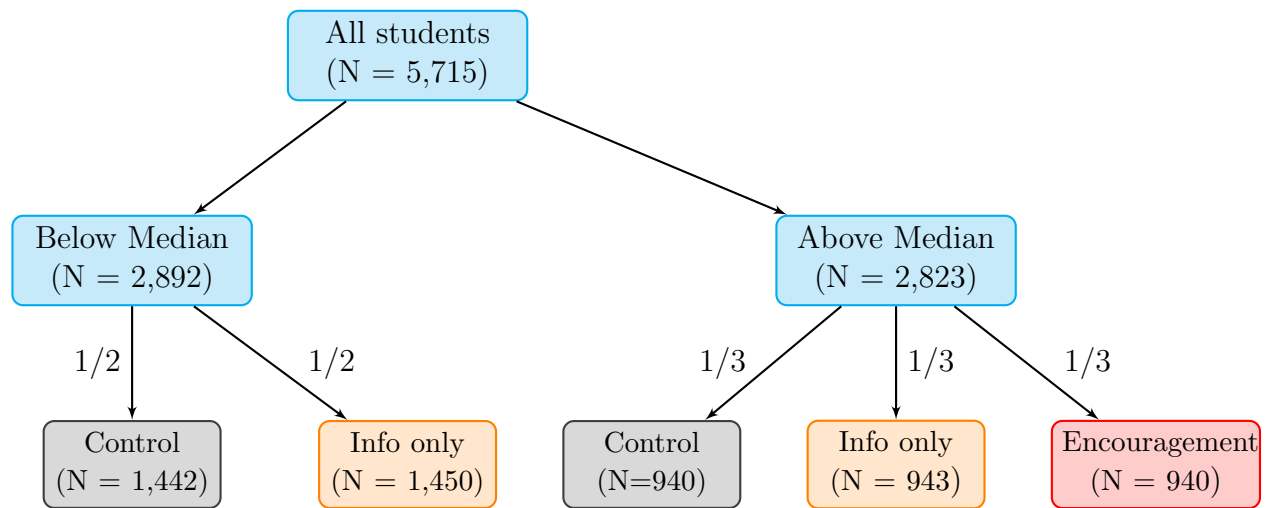 All students
(N = 5,715)
Below Median
(N = 2,892)
Above Median
(N = 2,823)
1/2
1/2
1/3
1/3
1/3
Control
(N = 1,442)
Info only
(N = 1,450)
Control
(N=940)
Info only
(N = 943)
Encouragement
(N = 940)